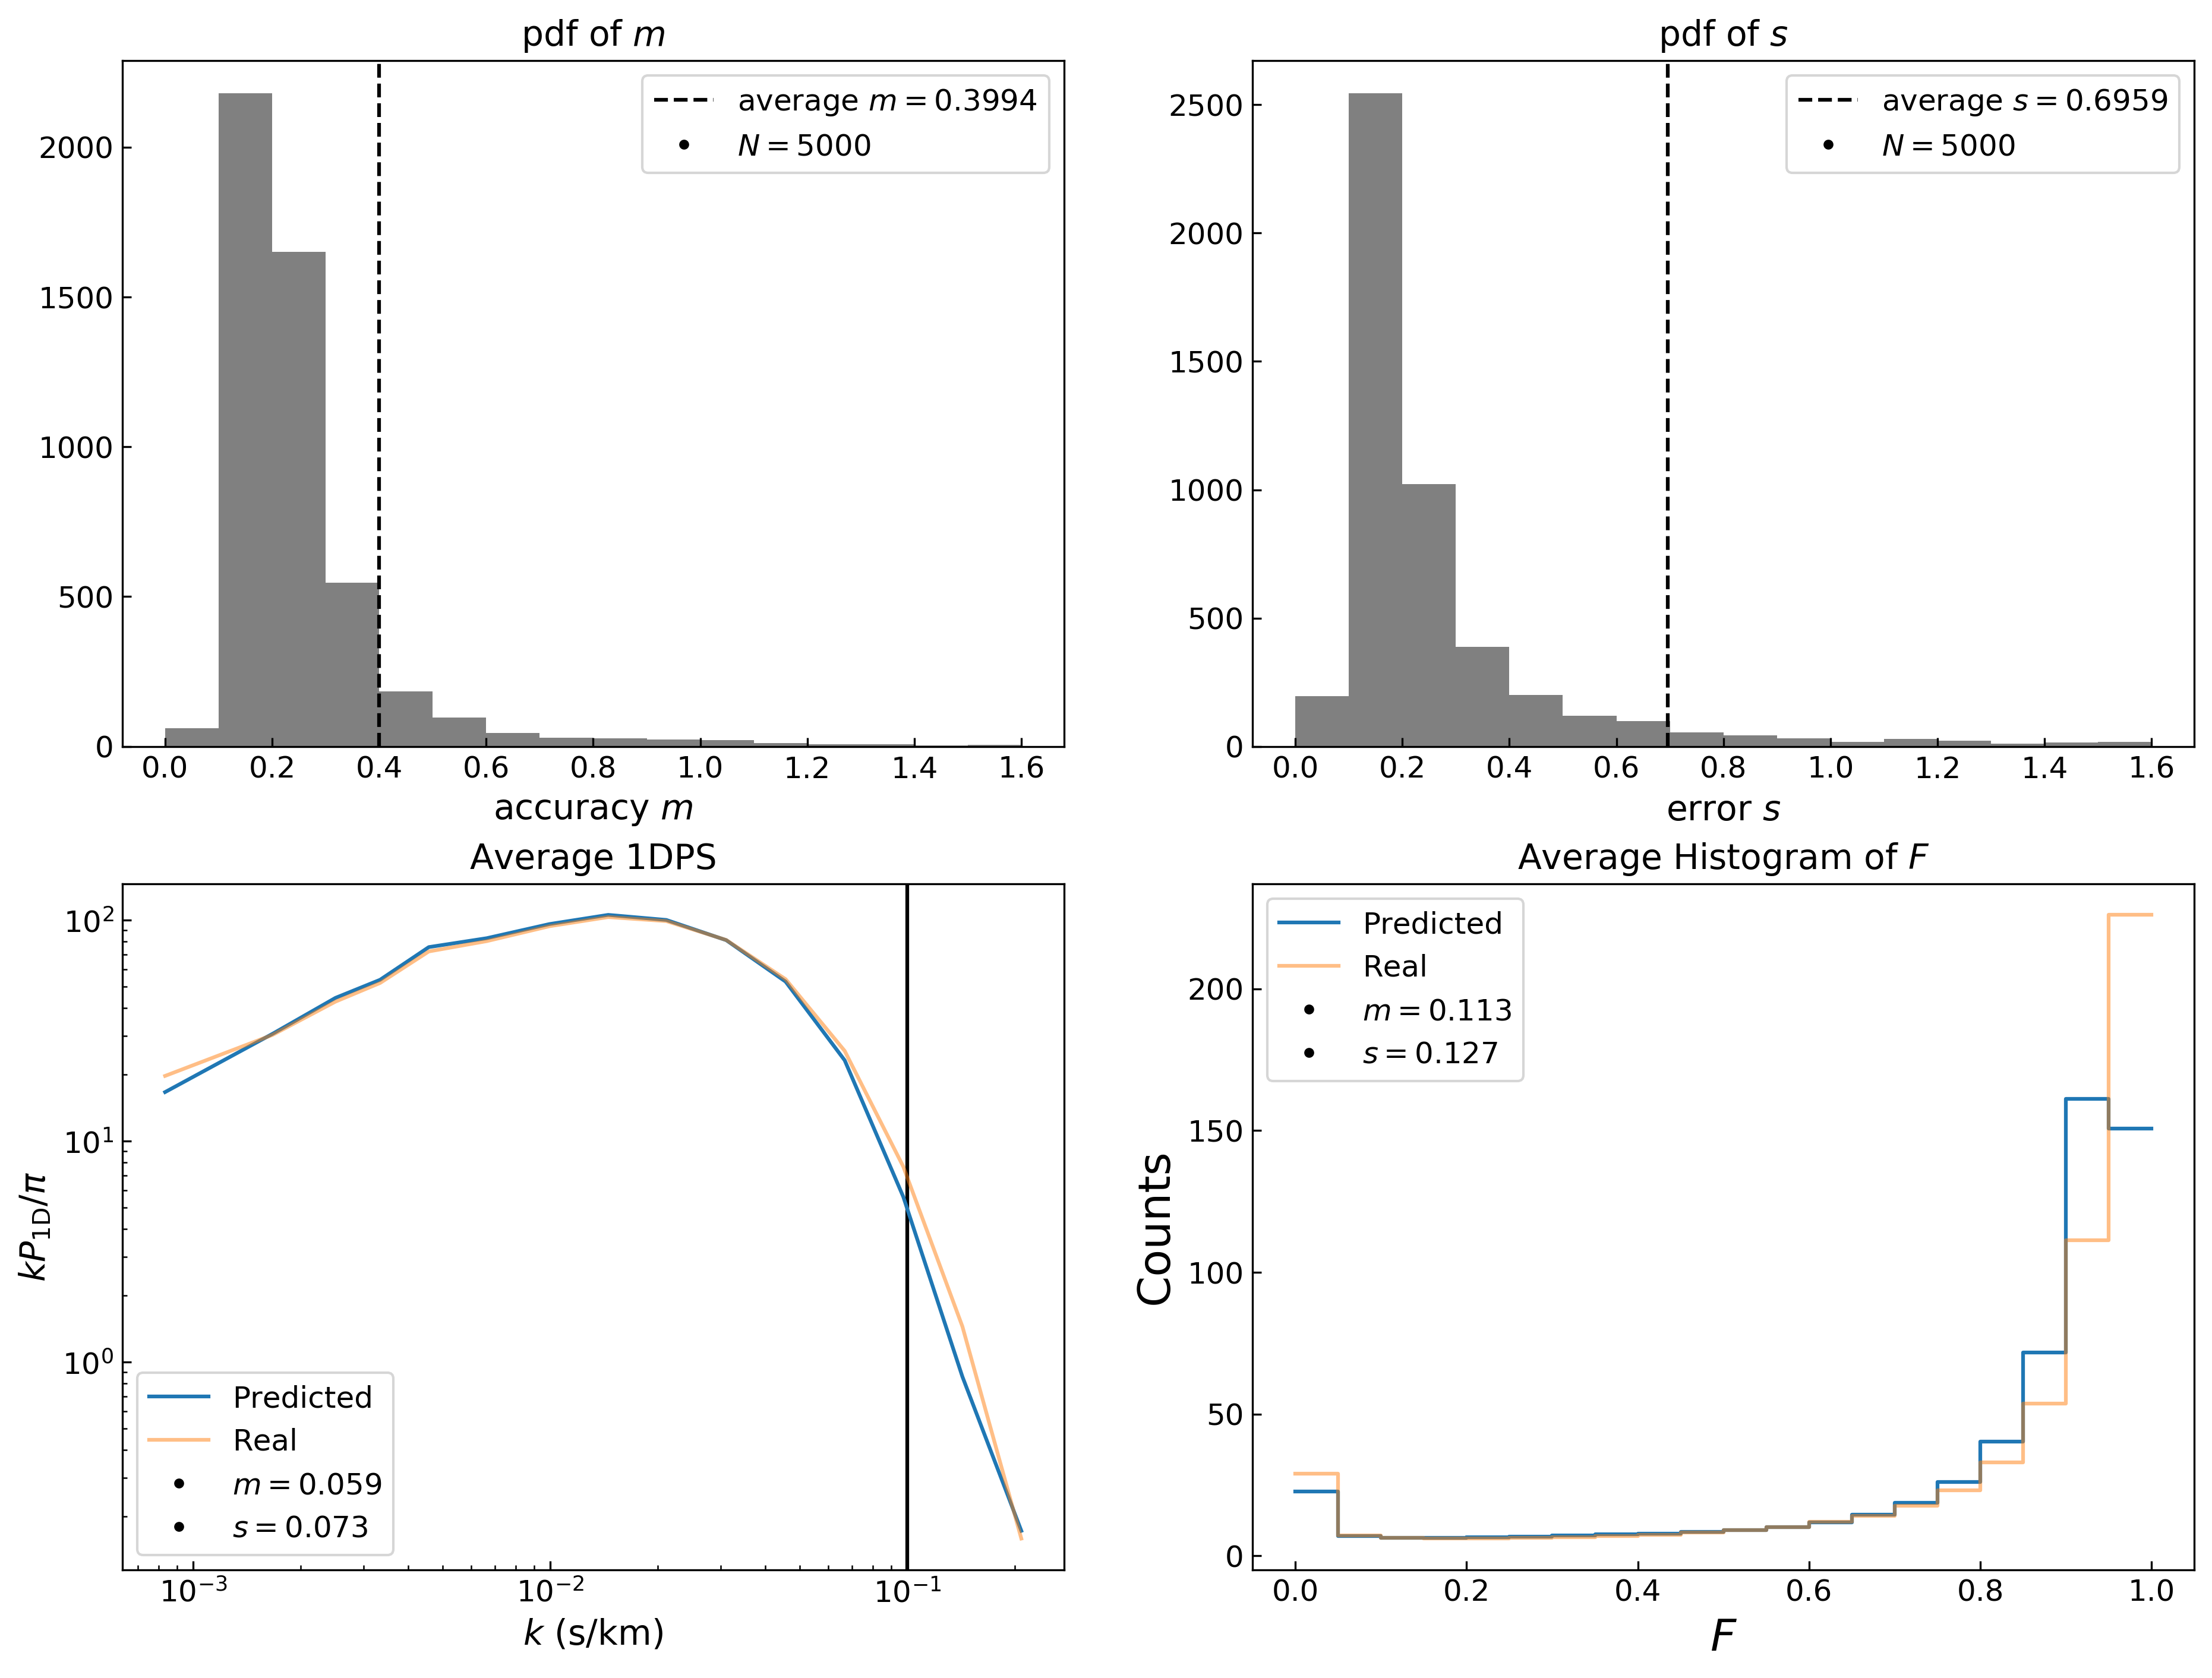 pdf of m
average m = 0.3994
N = 5000
2000
1500
1000
500
0
0.0 0.2 0.4 0.6 0.8 1.0 1.2 1.4 1.6
accuracy m
pdf of s
average s = 0.6959
N = 5000
2500
2000
1500
1000
500
0
0.0 0.2 0.4 0.6 0.8 1.0 1.2 1.4 1.6
error s
Average 1DPS
10²
10¹
10⁰
kP₁D/π
Predicted
Real
m = 0.059
s = 0.073
10⁻³ 10⁻² 10⁻¹
k (s/km)
Average Histogram of F
Predicted
Real
m = 0.113
s = 0.127
200
150
100
50
0
Counts
0.0 0.2 0.4 0.6 0.8 1.0
F